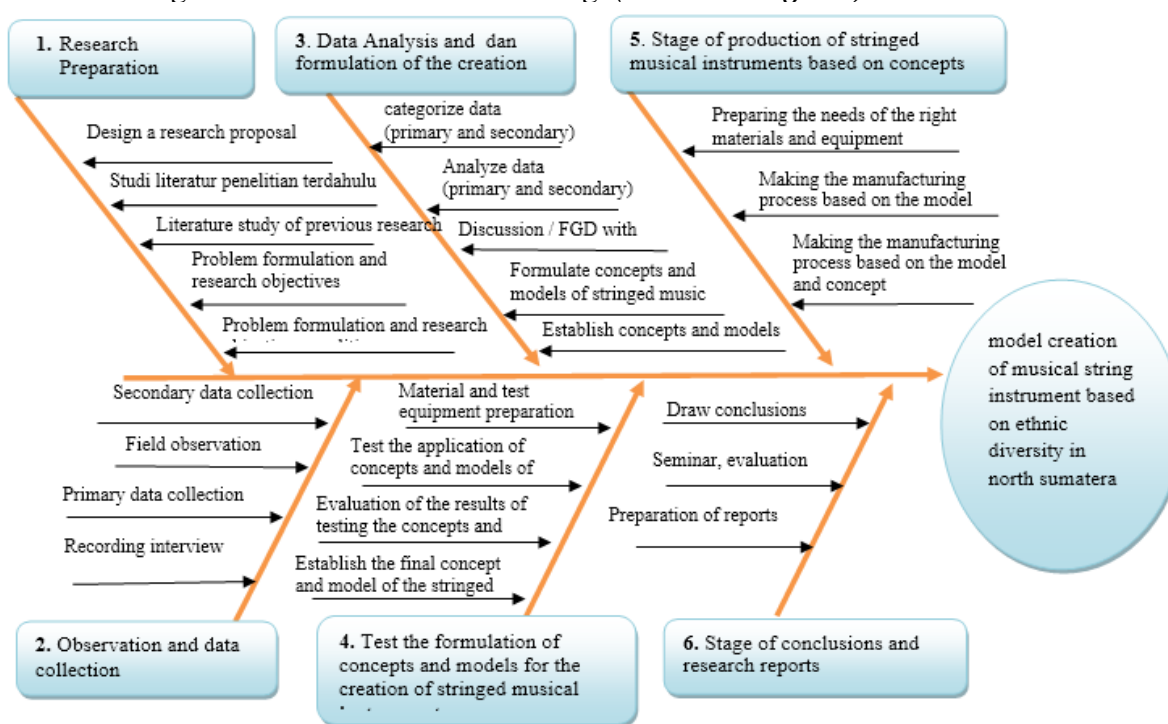 1. Research
Preparation
3. Data Analysis and dan
formulation of the creation
5. Stage of production of stringed
musical instruments based on concepts
Design a research proposal
Studi literatur penelitian terdahulu
Literature study of previous research
Problem formulation and
research objectives
Problem formulation and research
categorize data
(primary and secondary)
Analyze data
(primary and secondary)
Discussion / FGD with
Formulate concepts and
models of stringed music
Establish concepts and models
Preparing the needs of the right
materials and equipment
Making the manufacturing
process based on the model
Making the manufacturing
process based on the model
and concept
model creation
of musical string
instrument based
on ethnic
diversity in
north sumatera
Secondary data collection
Field observation
Primary data collection
Recording interview
Material and test
equipment preparation
Test the application of
concepts and models of
Evaluation of the results of
testing the concepts and
Establish the final concept
and model of the stringed
Draw conclusions
Seminar, evaluation
Preparation of reports
2. Observation and data
collection
4. Test the formulation of
concepts and models for the
creation of stringed musical
6. Stage of conclusions and
research reports